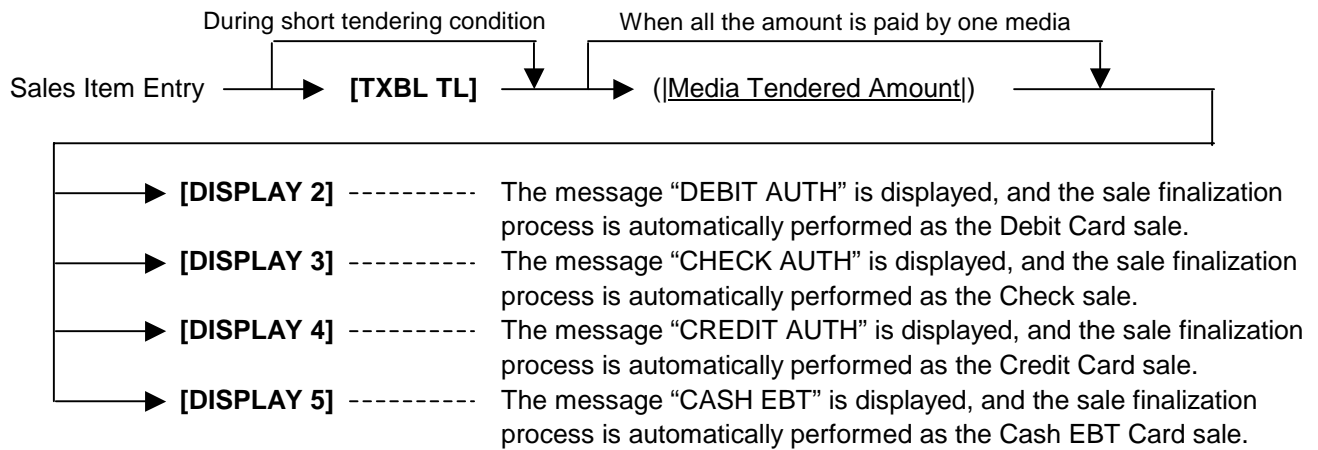 During short tendering condition When all the amount is paid by one media
Sales Item Entry [TXBL TL] (|Media Tendered Amount|)
[DISPLAY 2] ---------- The message “DEBIT AUTH” is displayed, and the sale finalization
process is automatically performed as the Debit Card sale.
[DISPLAY 3] ---------- The message “CHECK AUTH” is displayed, and the sale finalization
process is automatically performed as the Check sale.
[DISPLAY 4] ---------- The message “CREDIT AUTH” is displayed, and the sale finalization
process is automatically performed as the Credit Card sale.
[DISPLAY 5] ---------- The message “CASH EBT” is displayed, and the sale finalization
process is automatically performed as the Cash EBT Card sale.